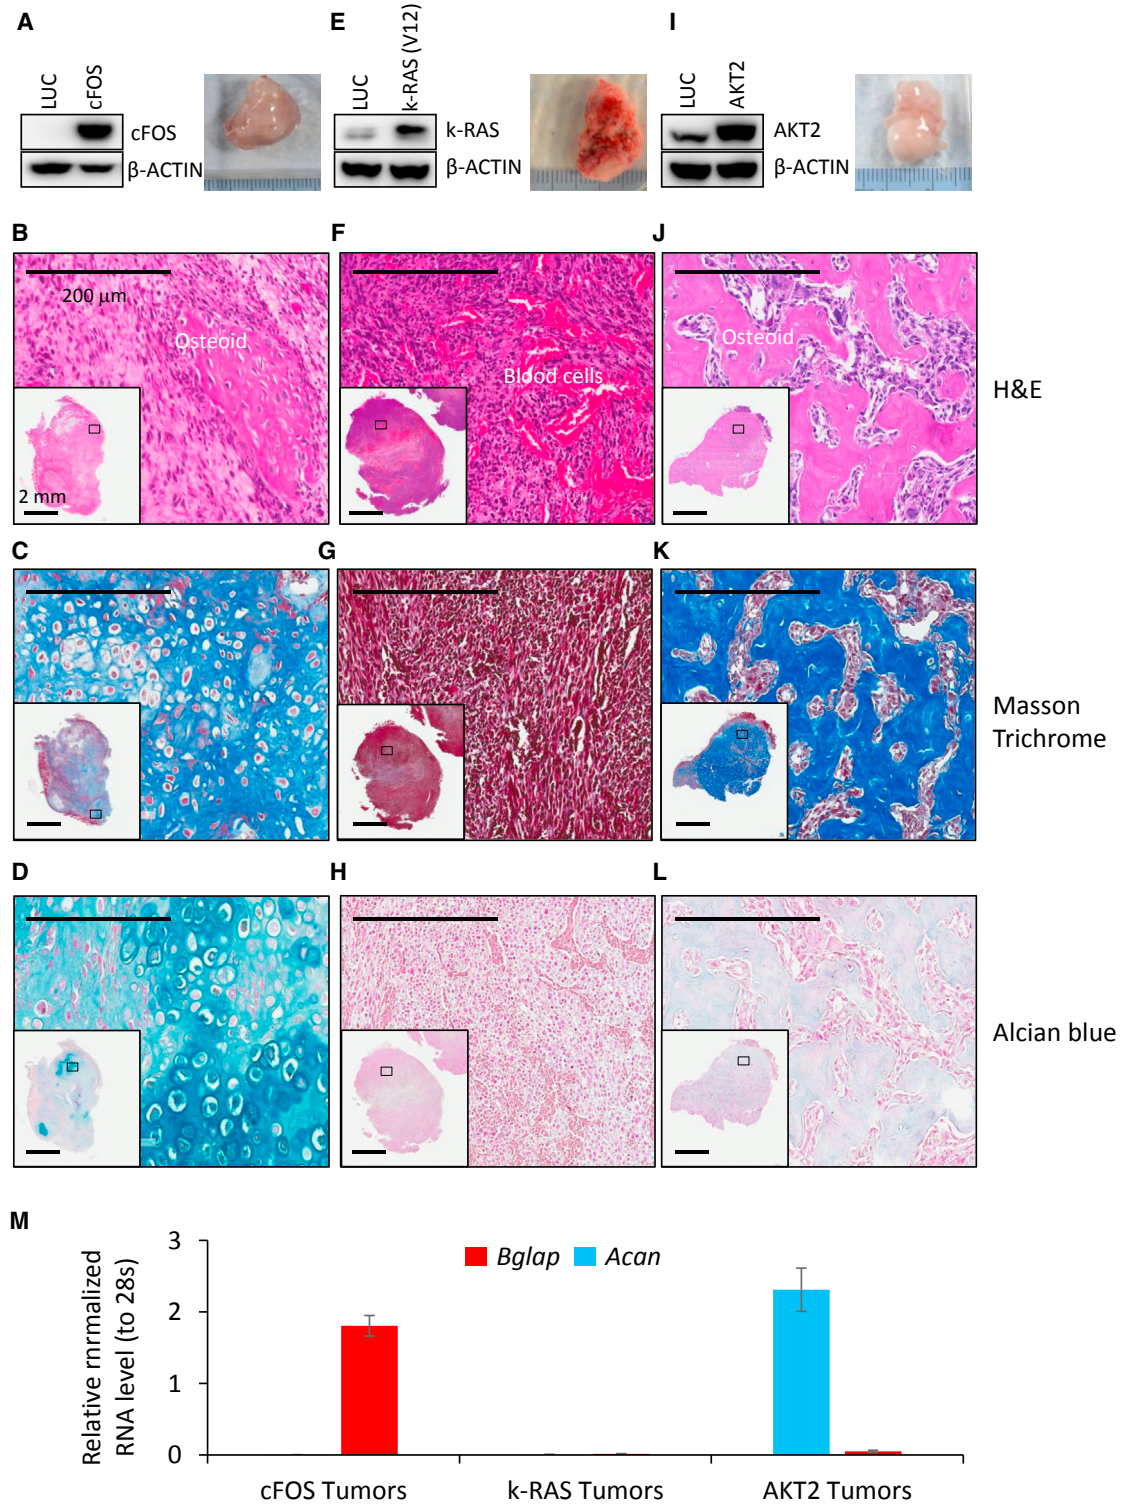 A
E
I
LUC
cFOS
LUC
k-RAS (V12)
LUC
AKT2
cFOS
k-RAS
AKT2
β-ACTIN
β-ACTIN
β-ACTIN
B
F
J
200 μm
Osteoid
Blood cells
Osteoid
H&E
2 mm
C
G
K
Masson
Trichrome
D
H
L
Alcian blue
M
Relative rnrmalized
RNA level (to 28s)
3
2
1
0
Bglap
Acan
cFOS Tumors
k-RAS Tumors
AKT2 Tumors